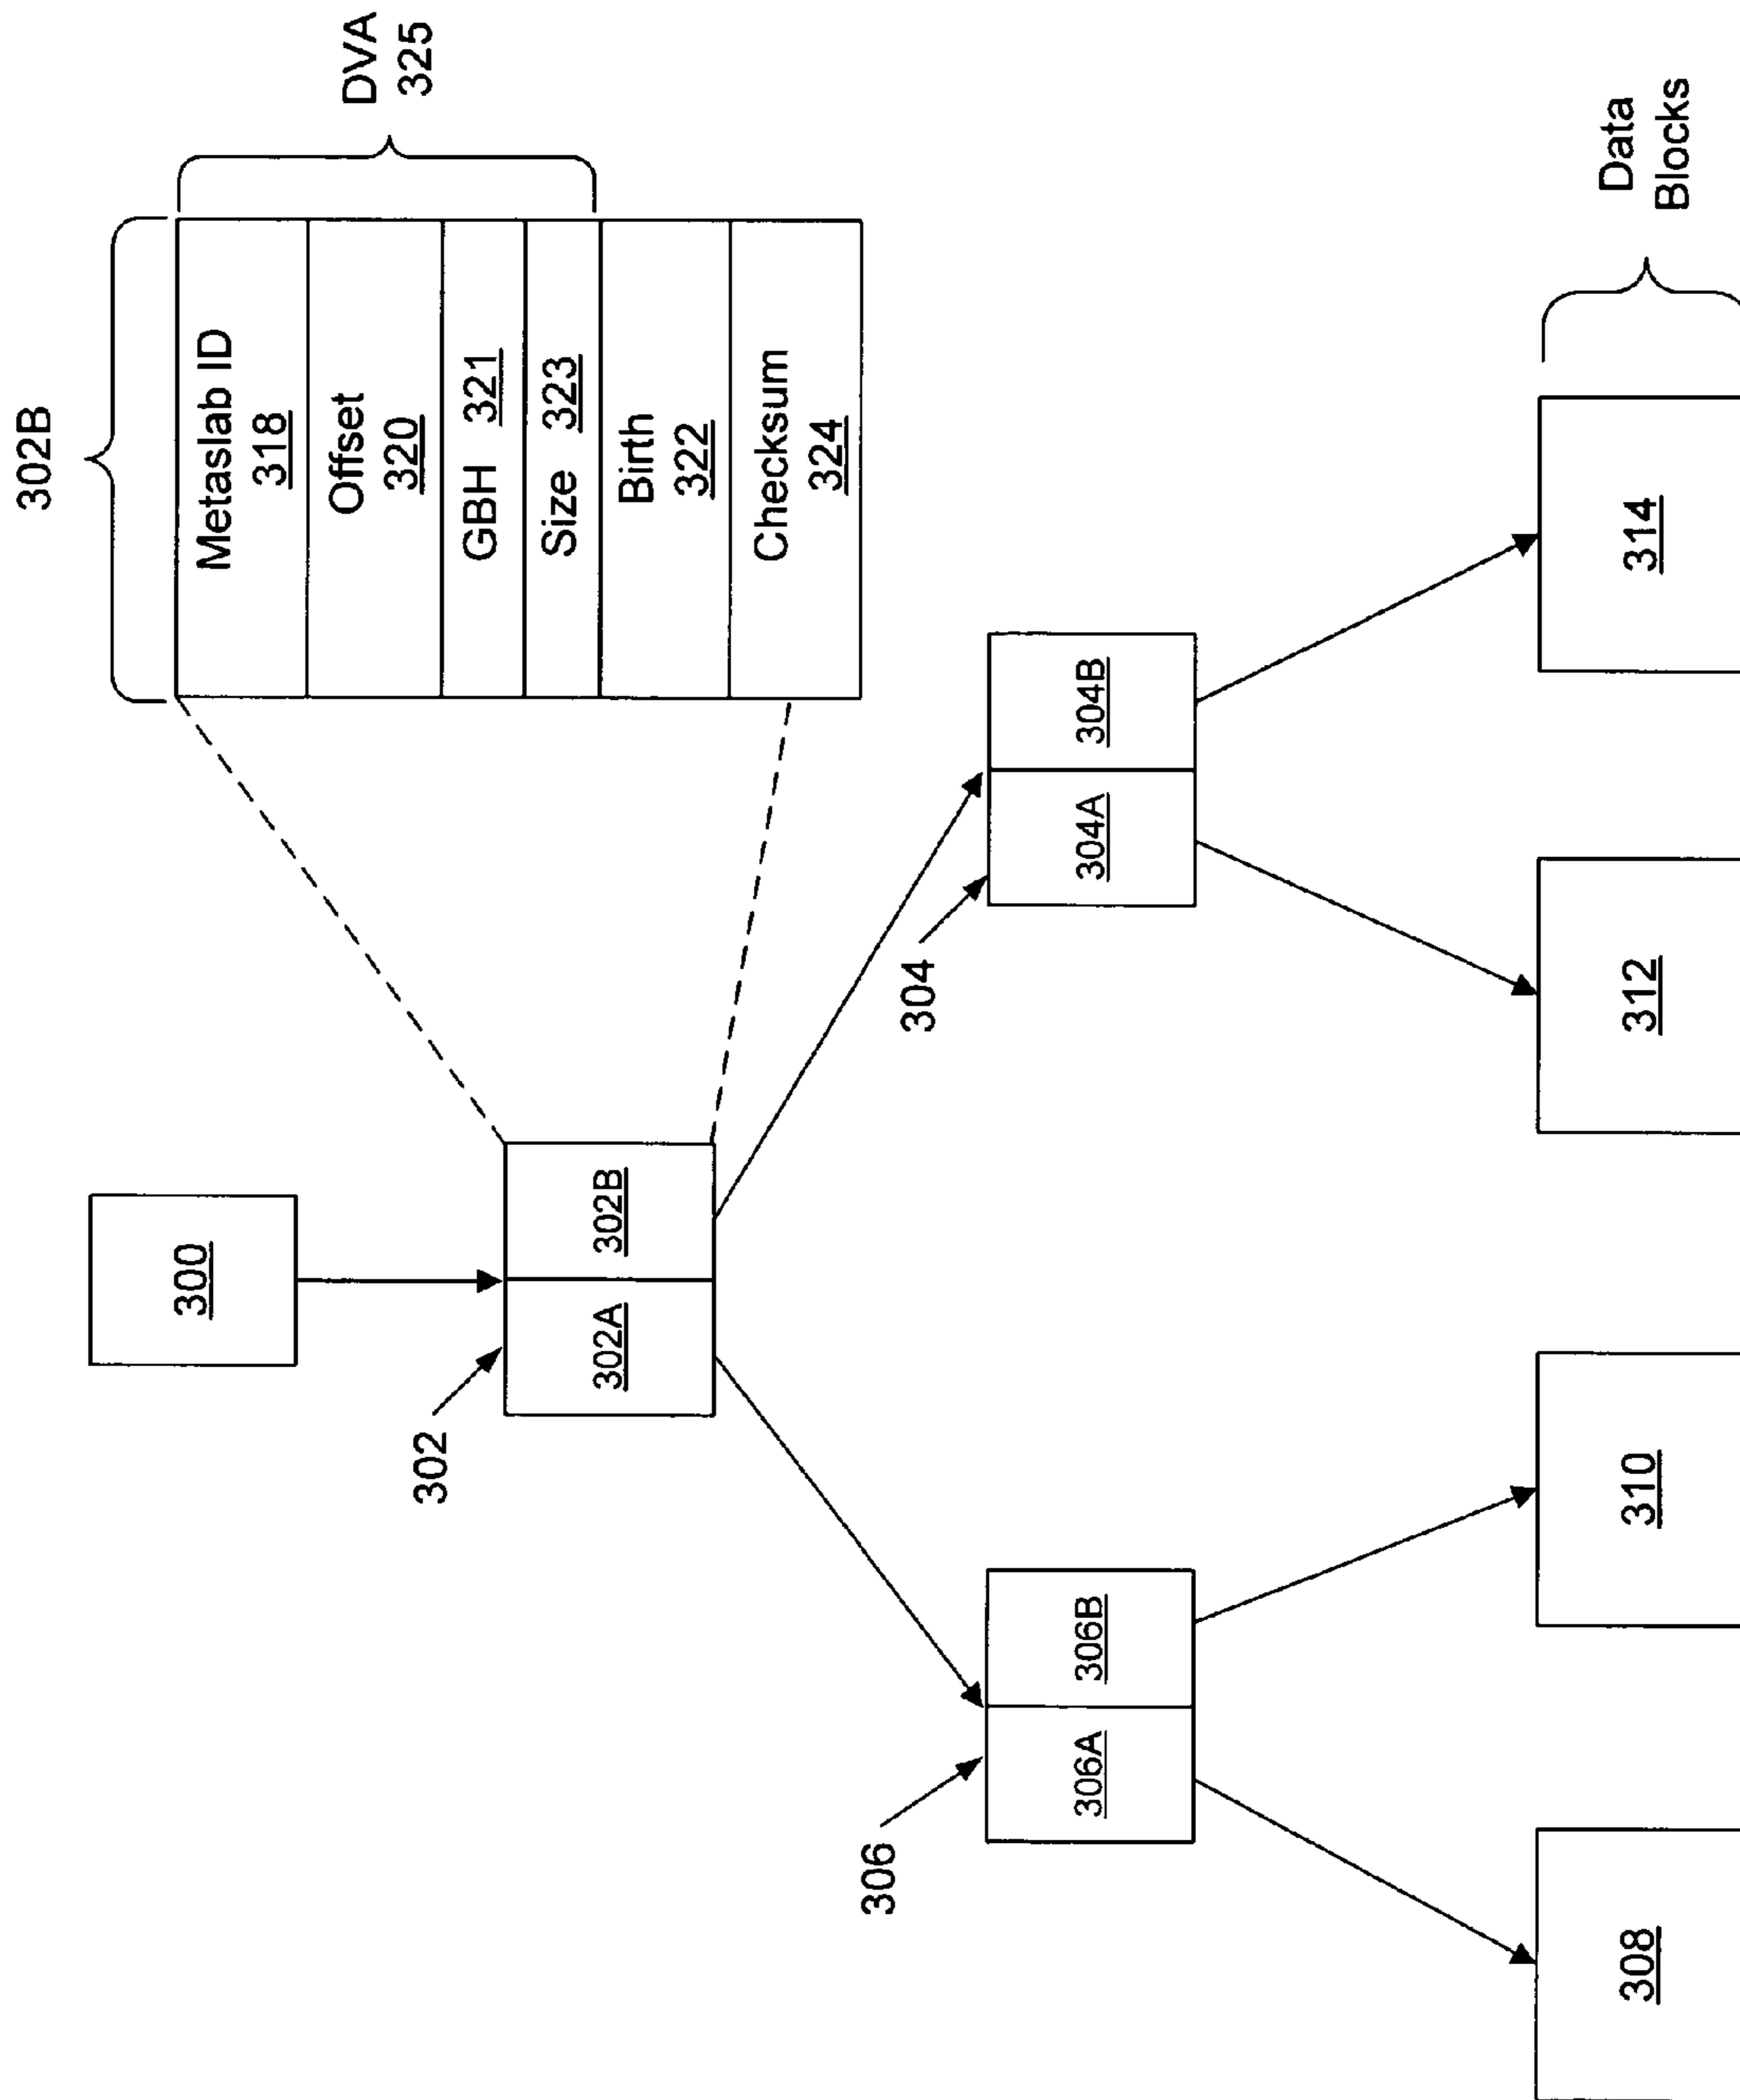 302B
Metaslab ID
318
Offset
320
GBH 321
Size 323
Birth
322
Checksum
324
DVA
325
300
302
302A
302B
304
304A
304B
306
306A
306B
308
310
312
314
Data
Blocks